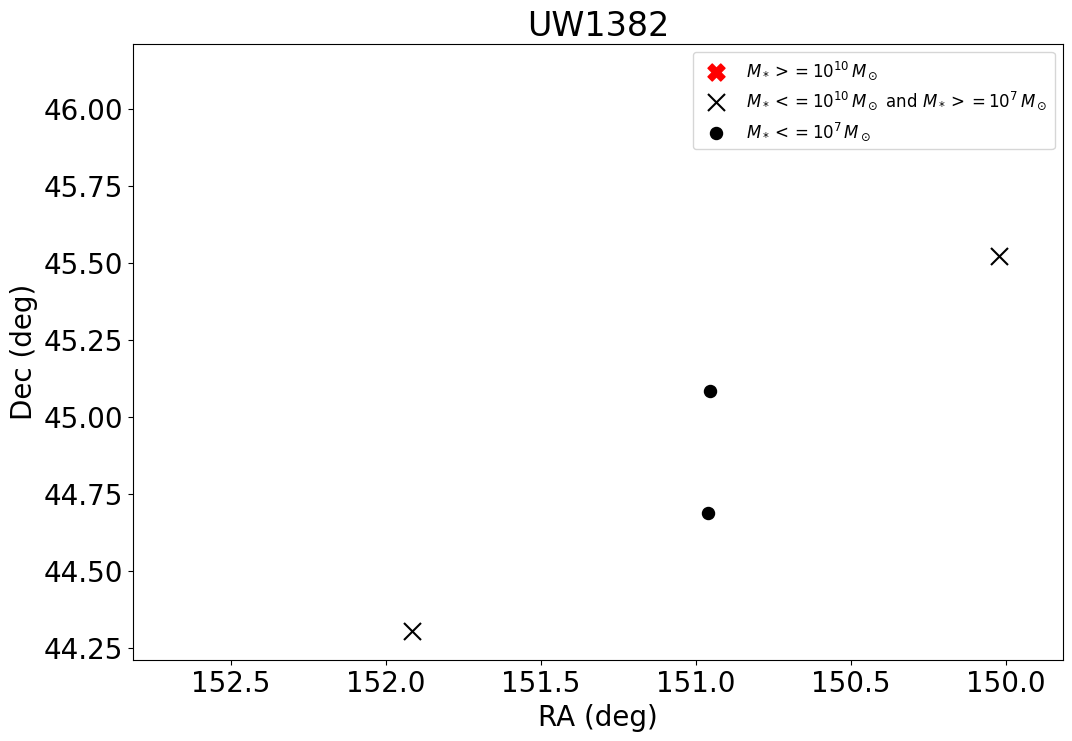 UW1382
M* >= 10^10 M⊙
M* <= 10^10 M⊙ and M* >= 10^7 M⊙
M* <= 10^7 M⊙
46.00
45.75
45.50
45.25
45.00
44.75
44.50
44.25
Dec (deg)
152.5 152.0 151.5 151.0 150.5 150.0
RA (deg)